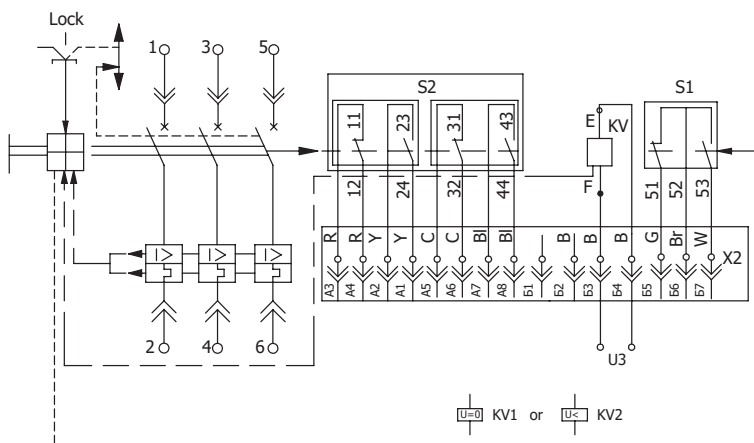 Lock
1 3 5
S2
S1
11 23 31 43
E KV
F
12 24 32 44
51 52 53
R R Y Y C C Bl Bl B B B G Br W
X2
A3 A4 A2 A1 A5 A6 A7 A8 Б1 Б2 Б3 Б4 Б5 Б6 Б7
I> I> I>
2 4 6
U3
U=0 KV1 or U< KV2